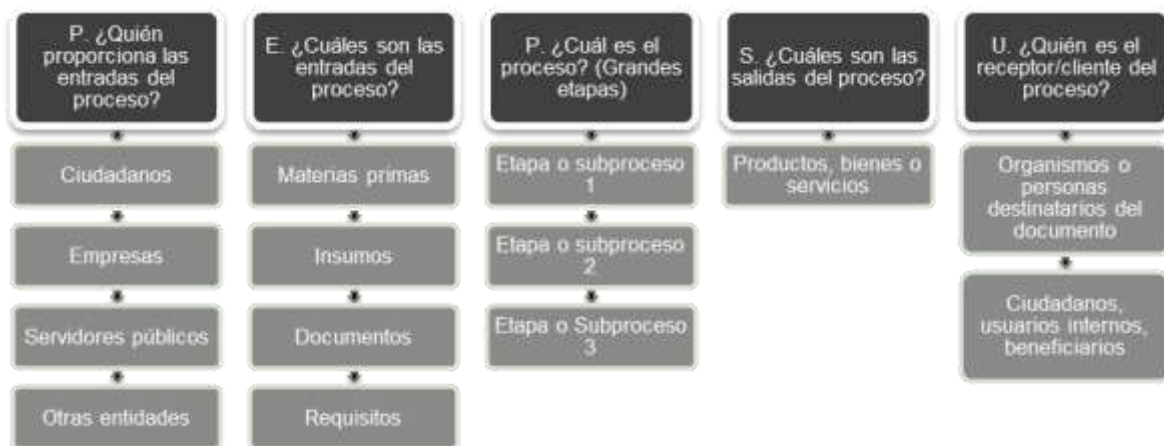 P. ¿Quién
proporciona las
entradas del
proceso?
Ciudadanos
Empresas
Servidores públicos
Otras entidades
E. ¿Cuáles son las
entradas del
proceso?
Materias primas
Insumos
Documentos
Requisitos
P. ¿Cuál es el
proceso? (Grandes
etapas)
Etapa o subproceso
1
Etapa o subproceso
2
Etapa o Subproceso
3
S. ¿Cuáles son las
salidas del proceso?
Productos, bienes o
servicios
U. ¿Quién es el
receptor/cliente del
proceso?
Organismos o
personas
destinatarios del
documento
Ciudadanos,
usuarios internos,
beneficiarios